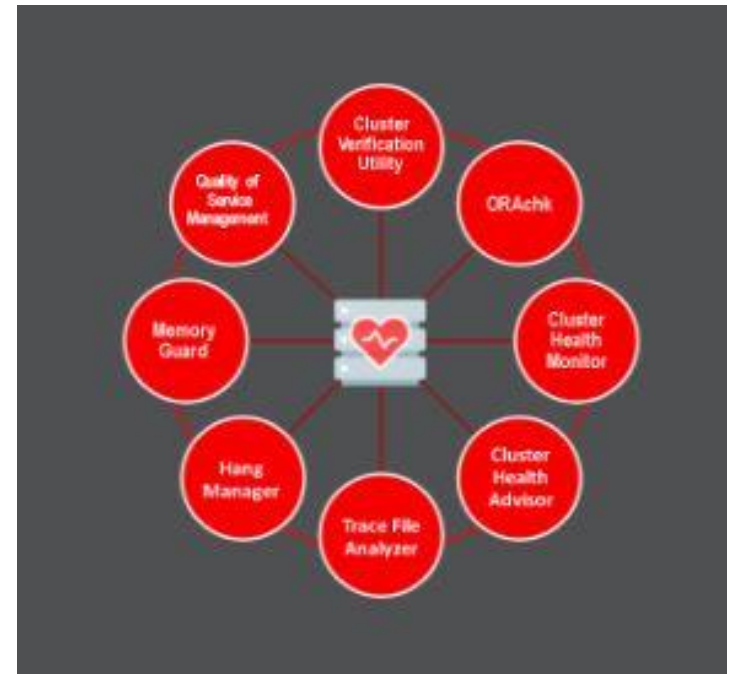 Cluster
Verification
Utility
ORAchk
Cluster
Health
Monitor
Cluster
Health
Advisor
Trace File
Analyzer
Hang
Manager
Memory
Guard
Quality of
Service
Management